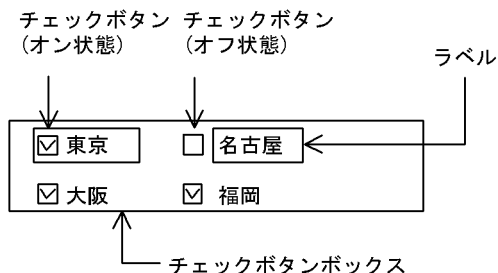 チェックボタン
(オン状態)
チェックボタン
(オフ状態)
ラベル
東京
名古屋
大阪
福岡
チェックボタンボックス